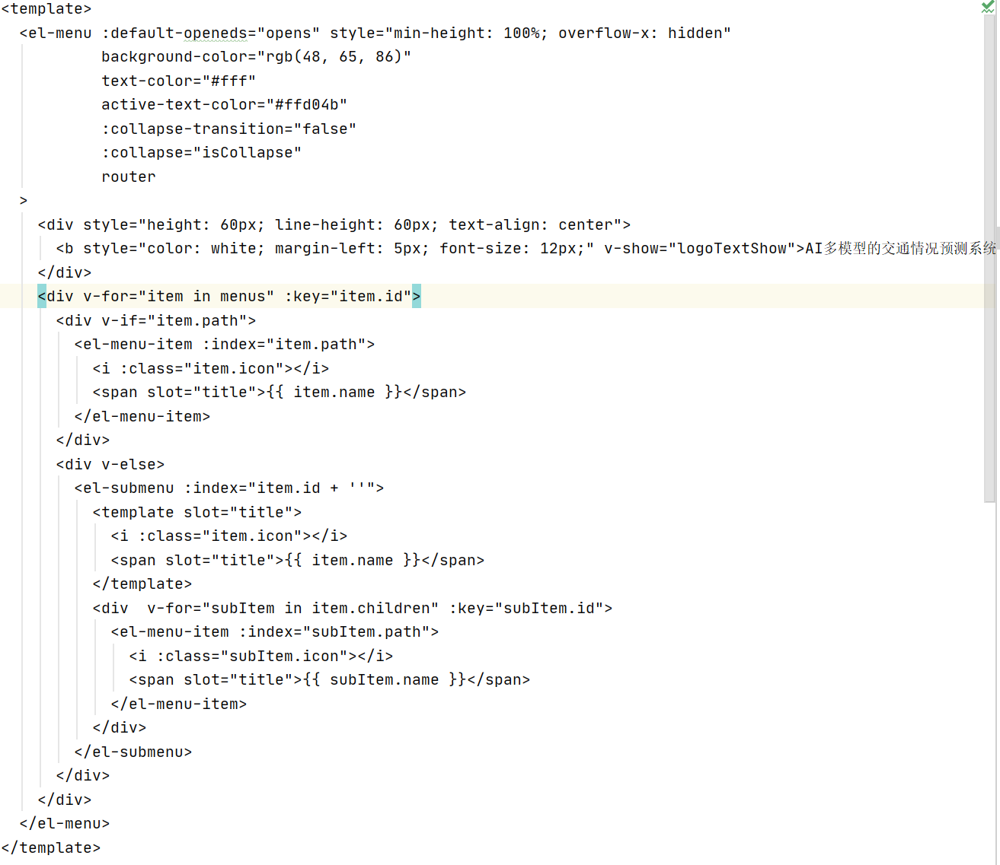 <template>
  <el-menu :default-openeds="opens" style="min-height: 100%; overflow-x: hidden"
           background-color="rgb(48, 65, 86)"
           text-color="#fff"
           active-text-color="#ffd04b"
           :collapse-transition="false"
           :collapse="isCollapse"
           router
  >
    <div style="height: 60px; line-height: 60px; text-align: center">
      <b style="color: white; margin-left: 5px; font-size: 12px;" v-show="logoTextShow">AI多模型的交通情况预测系统
    </div>
    <div v-for="item in menus" :key="item.id">
      <div v-if="item.path">
        <el-menu-item :index="item.path">
          <i :class="item.icon"></i>
          <span slot="title">{{ item.name }}</span>
        </el-menu-item>
      </div>
      <div v-else>
        <el-submenu :index="item.id + ''">
          <template slot="title">
            <i :class="item.icon"></i>
            <span slot="title">{{ item.name }}</span>
          </template>
          <div  v-for="subItem in item.children" :key="subItem.id">
            <el-menu-item :index="subItem.path">
              <i :class="subItem.icon"></i>
              <span slot="title">{{ subItem.name }}</span>
            </el-menu-item>
          </div>
        </el-submenu>
      </div>
    </div>
  </el-menu>
</template>